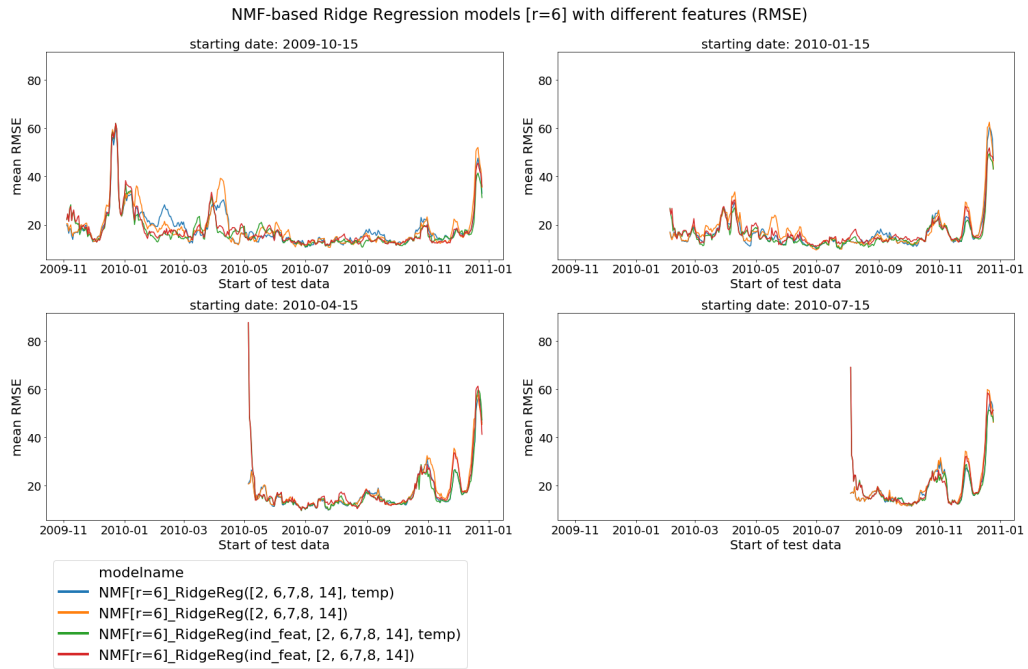 NMF-based Ridge Regression models [r=6] with different features (RMSE)
starting date: 2009-10-15
mean RMSE
80
60
40
20
2009-11 2010-01 2010-03 2010-05 2010-07 2010-09 2010-11 2011-01
Start of test data
starting date: 2010-01-15
mean RMSE
80
60
40
20
2009-11 2010-01 2010-03 2010-05 2010-07 2010-09 2010-11 2011-01
Start of test data
starting date: 2010-04-15
mean RMSE
80
60
40
20
2009-11 2010-01 2010-03 2010-05 2010-07 2010-09 2010-11 2011-01
Start of test data
starting date: 2010-07-15
mean RMSE
80
60
40
20
2009-11 2010-01 2010-03 2010-05 2010-07 2010-09 2010-11 2011-01
Start of test data
modelname
NMF[r=6]_RidgeReg([2, 6,7,8, 14], temp)
NMF[r=6]_RidgeReg([2, 6,7,8, 14])
NMF[r=6]_RidgeReg(ind_feat, [2, 6,7,8, 14], temp)
NMF[r=6]_RidgeReg(ind_feat, [2, 6,7,8, 14])